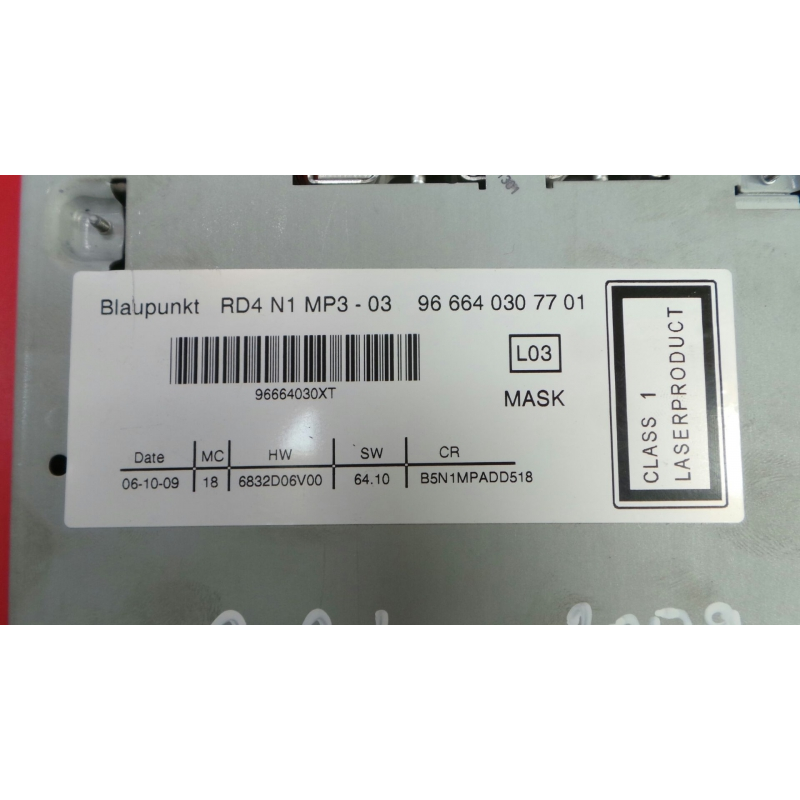 1301
Blaupunkt RD4 N1 MP3 - 03 96 664 030 77 01
96664030XT
L03
MASK
CLASS 1
LASERPRODUCT
Date MC HW SW CR
06-10-09 18 6832D06V00 64.10 B5N1MPADD518